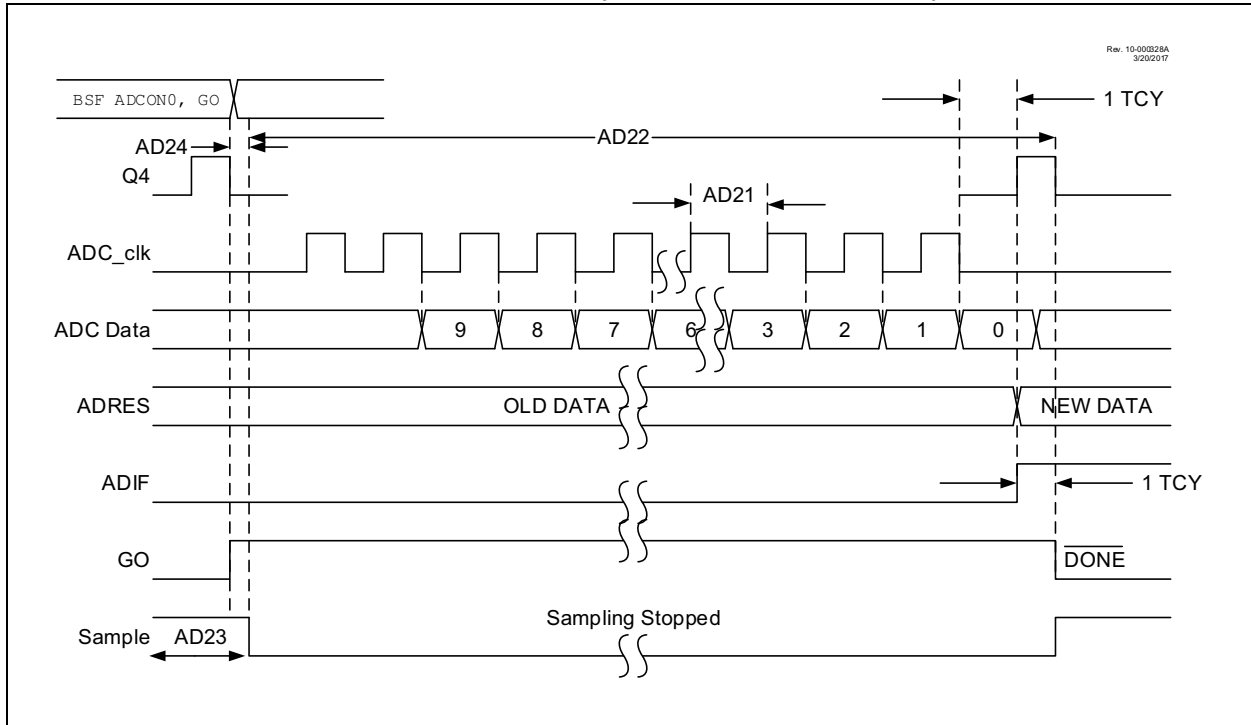 Rev. 10-000328A
3/20/2017
BSF ADCON0, GO
1 TCY
AD22
AD24
Q4
AD21
ADC_clk
ADC Data 9 8 7 6 3 2 1 0
ADRES OLD DATA NEW DATA
ADIF
1 TCY
GO DONE
Sampling Stopped
Sample AD23